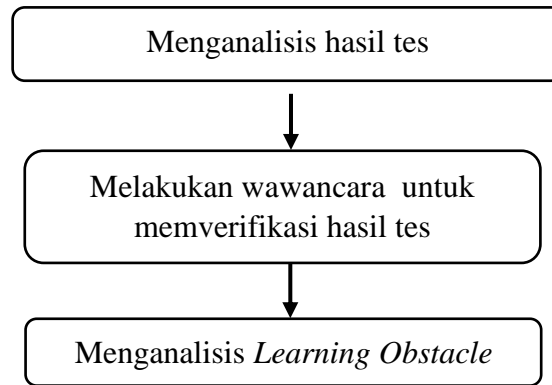 Menganalisis hasil tes
Melakukan wawancara untuk
memverifikasi hasil tes
Menganalisis Learning Obstacle